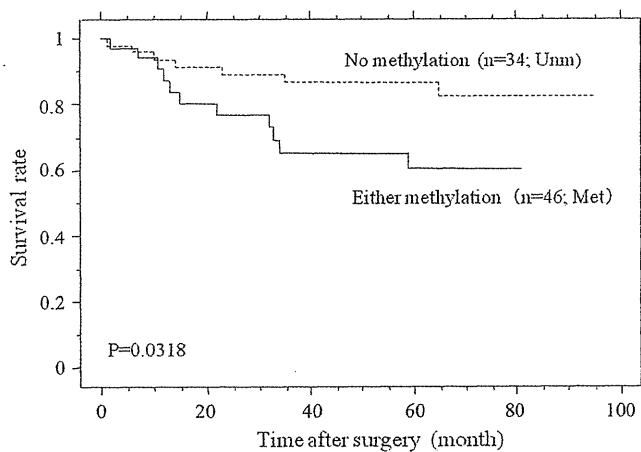 1
No methylation (n=34; Unm)
0.8
0.6
Either methylation (n=46; Met)
0.4
0.2
P=0.0318
0
Survival rate
0 20 40 60 80 100
Time after surgery (month)